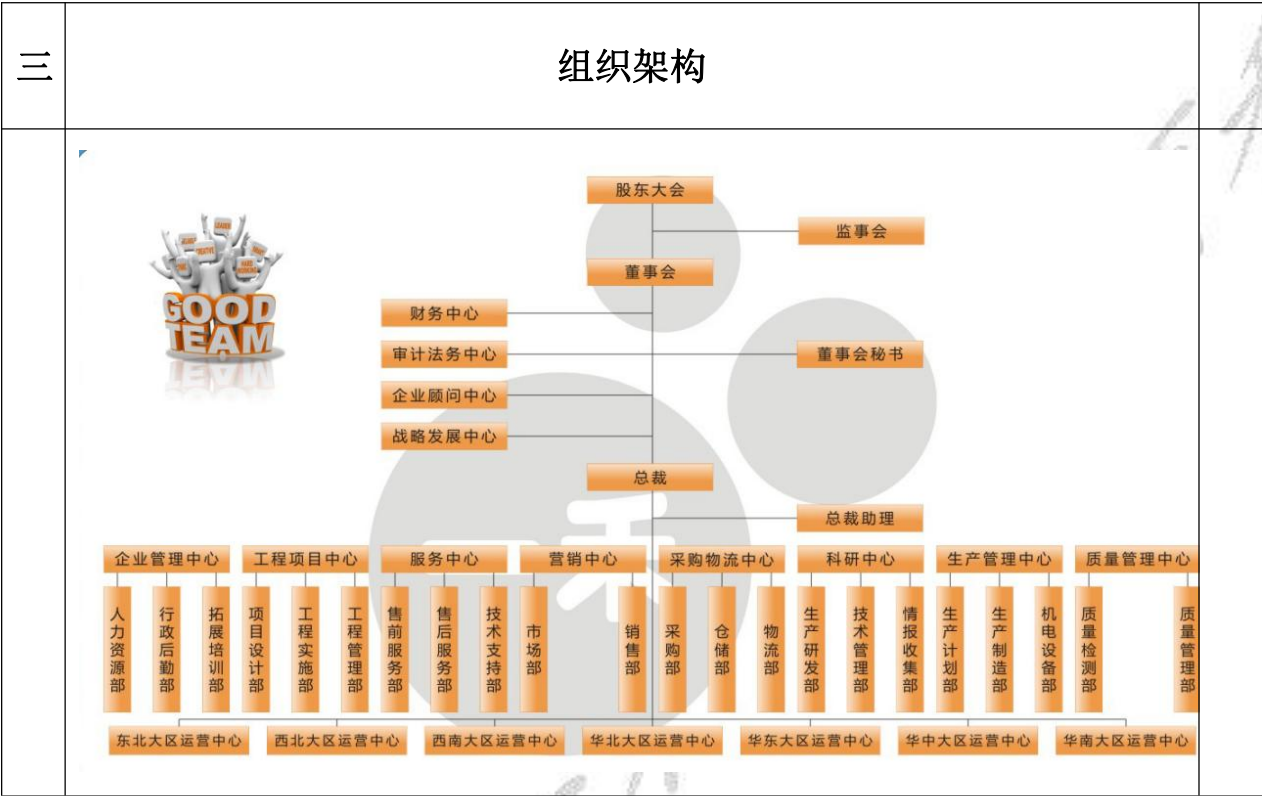 三
组织架构
股东大会
监事会
董事会
财务中心
审计法务中心
董事会秘书
企业顾问中心
战略发展中心
总裁
总裁助理
GOOD
TEAM
LEADER
企业管理中心
工程项目中心
服务中心
营销中心
采购物流中心
科研中心
生产管理中心
质量管理中心
人力资源部
行政后勤部
拓展培训部
项目设计部
工程实施部
工程管理部
售前服务部
售后服务部
技术支持部
市场部
销售部
采购部
仓储部
物流部
生产研发部
技术管理部
情报收集部
生产计划部
生产制造部
机电设备部
质量检测部
质量管理部
东北大区运营中心
西北大区运营中心
西南大区运营中心
华北大区运营中心
华东大区运营中心
华中大区运营中心
华南大区运营中心